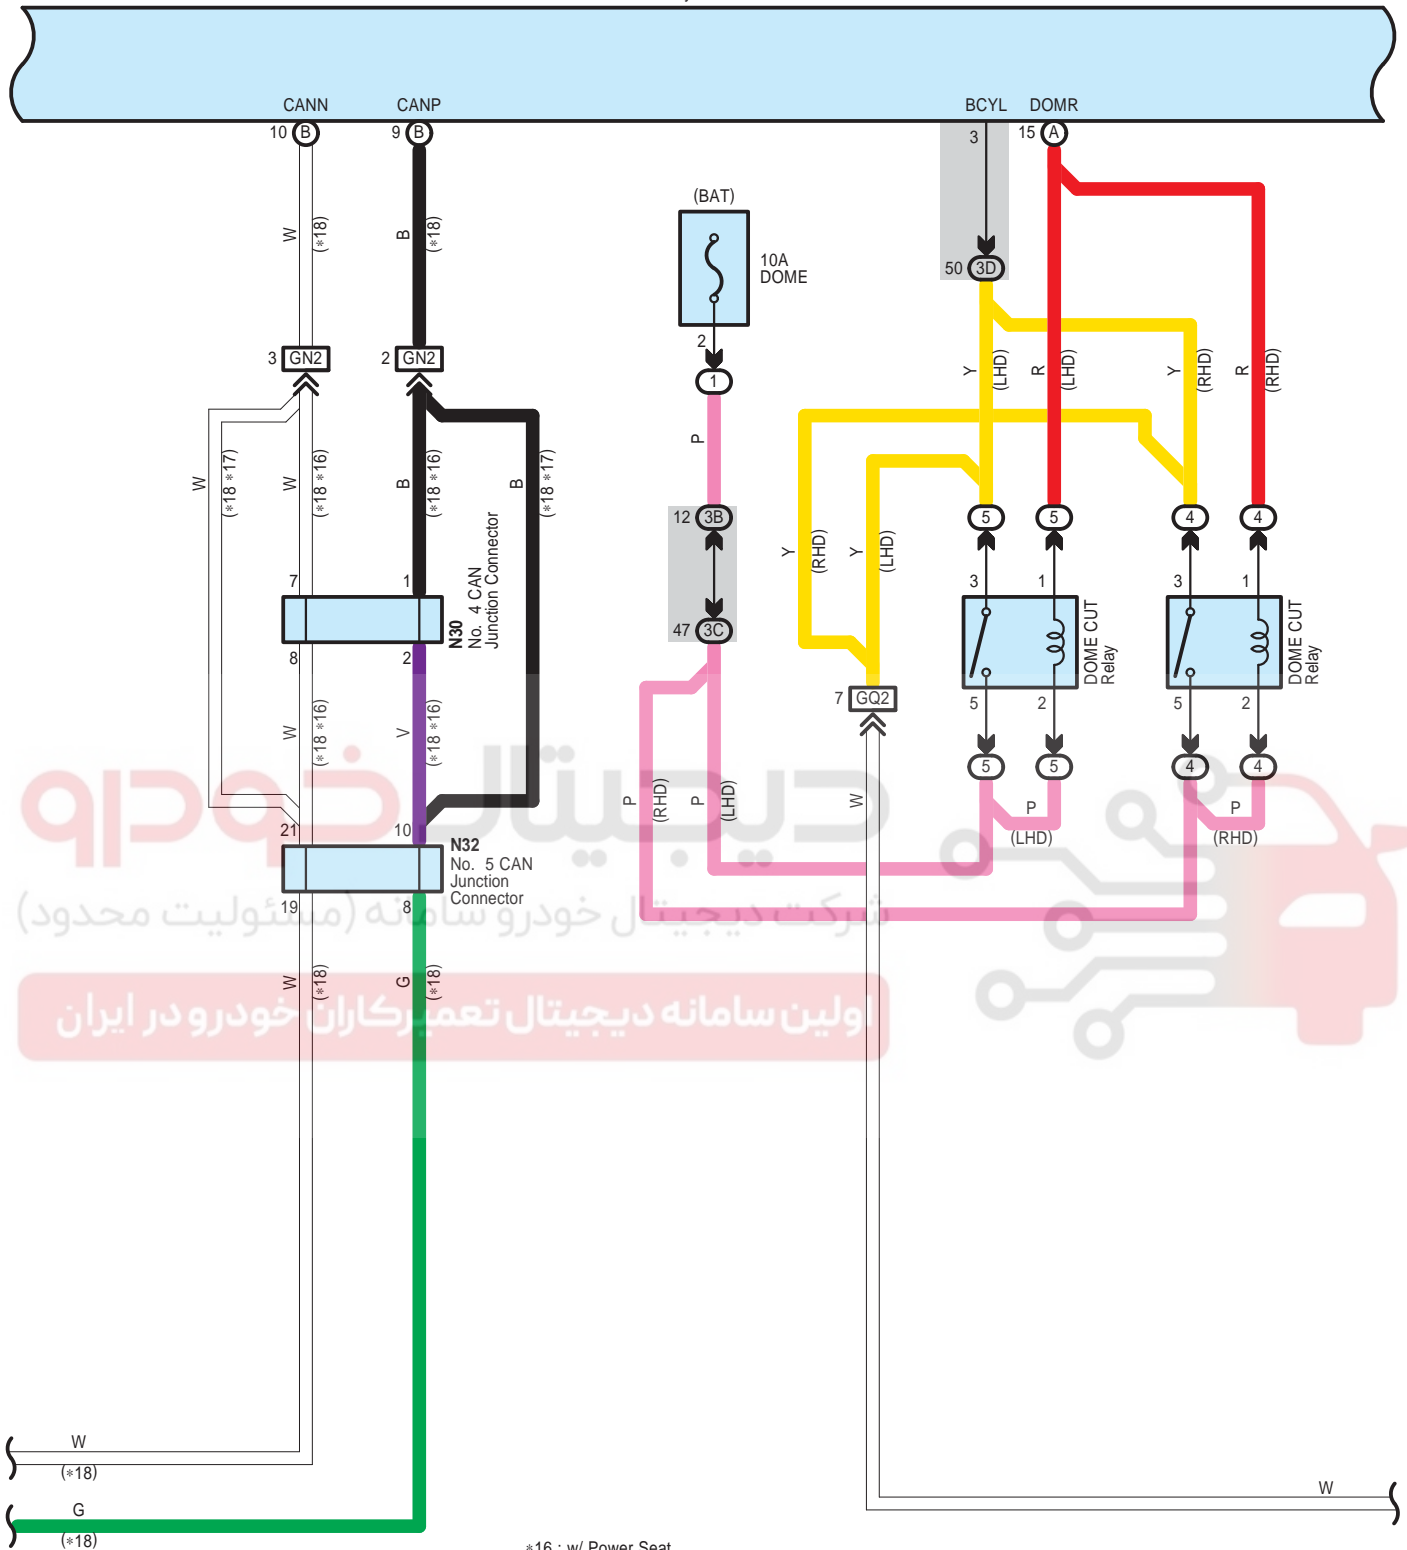 CANN CANP BCYL DOMR
10 B 9 B 3 15 A
(BAT)
W (*18) B (*18)
10A
DOME
50 3D
2
1
3 GN2 2 GN2
Y (LHD) R (LHD) Y (RHD) R (RHD)
P
W (*18 *17) W (*18 *16) B (*18 *16) B (*18 *17)
12 3B
5 5 4 4
Y (RHD) Y (LHD)
7 1
3 1 3 1
N30
No. 4 CAN
Junction Connector
47 3C
DOME CUT
Relay
DOME CUT
Relay
8 2
7 GQ2
5 2 5 2
W (*18 *16) V (*18 *16)
5 5 4 4
P (RHD) P (LHD) W
P
(LHD)
P
(RHD)
دیجیتال خودرو
21 10
N32
No. 5 CAN
Junction
Connector
19 8
شرکت دیجیتال خودرو سامانه (مسئولیت محدود)
W (*18) G (*18)
اولین سامانه دیجیتال تعمیرکاران خودرو در ایران
W
(*18)
W
G
(*18)
*16 : w/ Power Seat